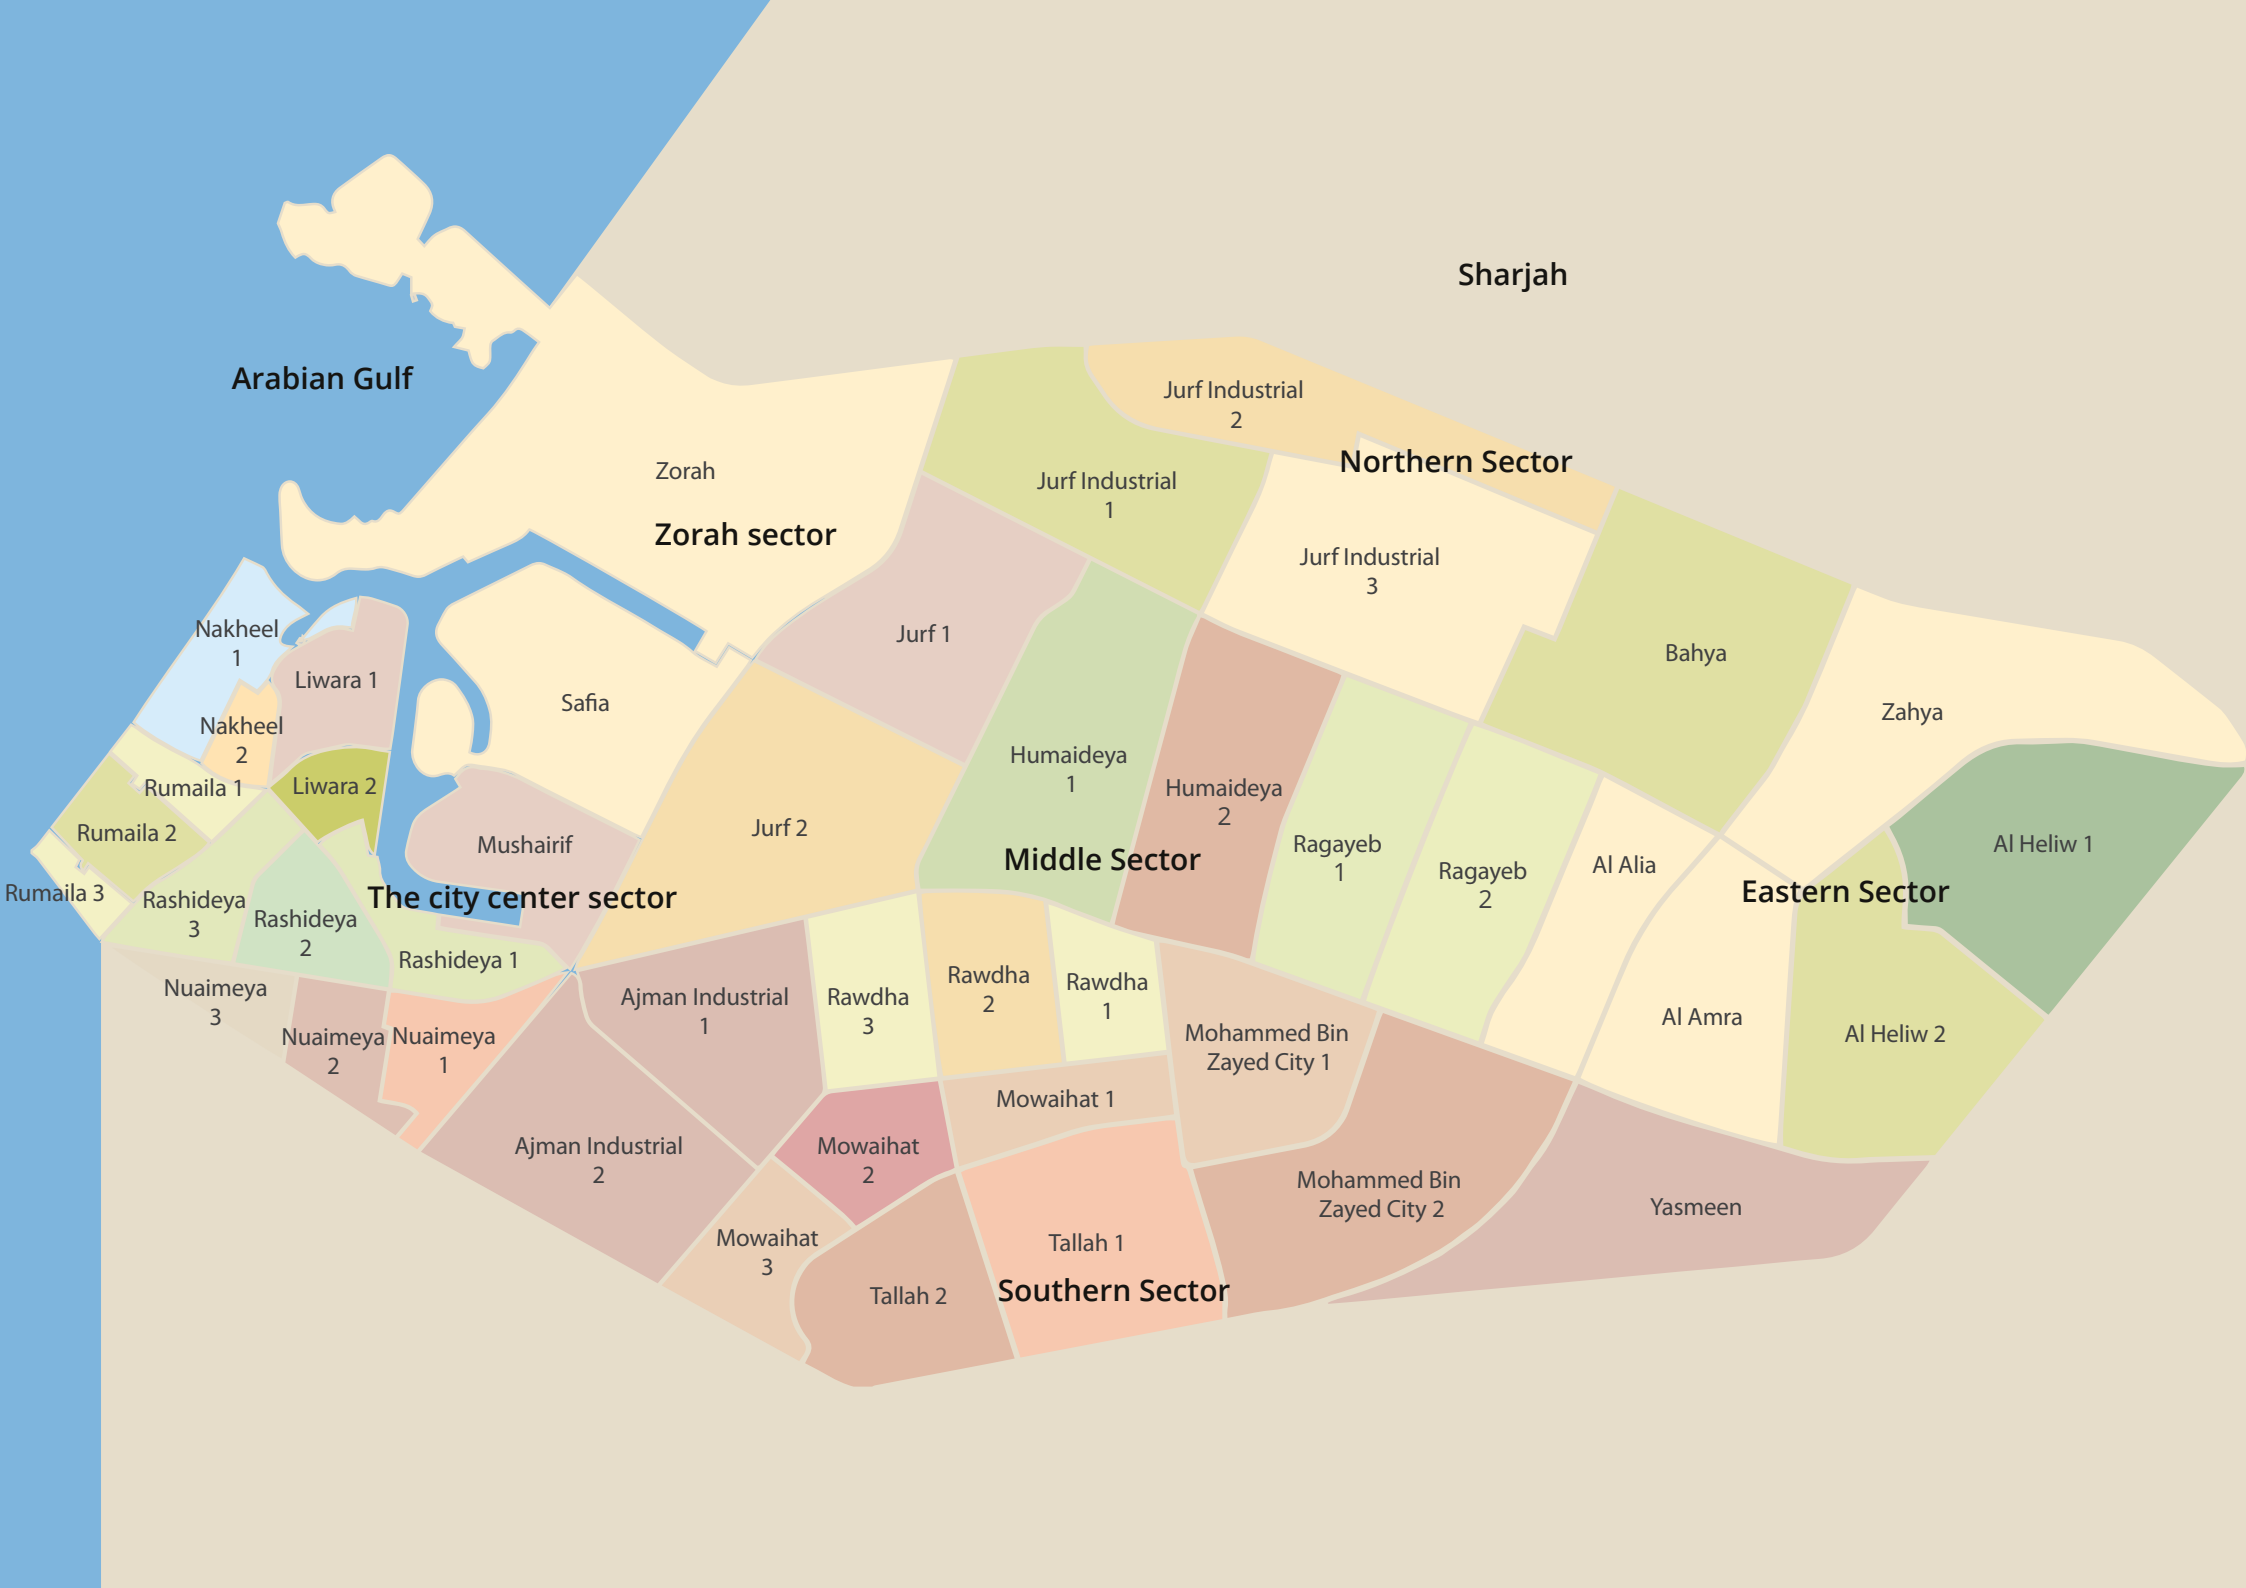 Sharjah
Arabian Gulf
Jurf Industrial
2
Northern Sector
Zorah
Jurf Industrial
1
Zorah sector
Jurf Industrial
3
Nakheel
1
Jurf 1
Bahya
Liwara 1
Safia
Zahya
Nakheel
2
Humaideya
1
Rumaila 1
Liwara 2
Humaideya
2
Rumaila 2
Jurf 2
Mushairif
Ragayeb
1
Al Heliw 1
Middle Sector
Al Alia
Ragayeb
2
Rumaila 3
Eastern Sector
The city center sector
Rashideya
3
Rashideya
2
Rashideya 1
Nuaimeya
3
Ajman Industrial
1
Rawdha
3
Rawdha
2
Rawdha
1
Al Amra
Nuaimeya
2
Nuaimeya
1
Mohammed Bin
Zayed City 1
Al Heliw 2
Mowaihat 1
Ajman Industrial
2
Mowaihat
2
Mohammed Bin
Zayed City 2
Yasmeen
Mowaihat
3
Tallah 1
Tallah 2
Southern Sector